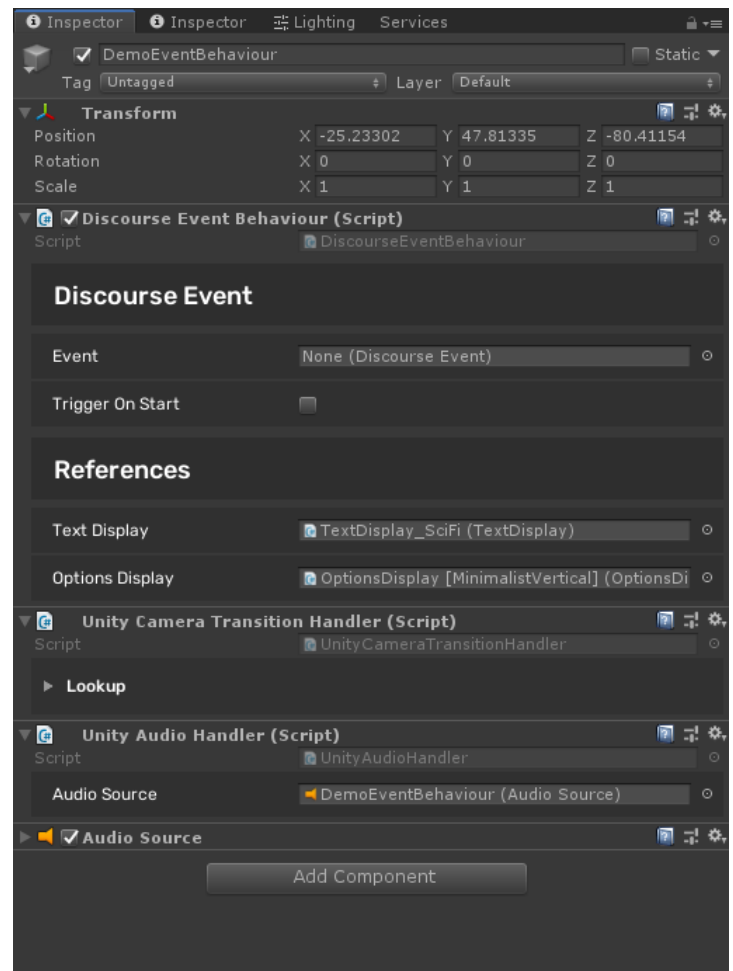 Inspector Inspector Lighting Services
DemoEventBehaviour Static
Tag Untagged Layer Default
Transform
Position X -25.23302 Y 47.81335 Z -80.41154
Rotation X 0 Y 0 Z 0
Scale X 1 Y 1 Z 1
Discourse Event Behaviour (Script)
Script DiscourseEventBehaviour
Discourse Event
Event None (Discourse Event)
Trigger On Start
References
Text Display TextDisplay_SciFi (TextDisplay)
Options Display OptionsDisplay [MinimalistVertical] (OptionsDi
Unity Camera Transition Handler (Script)
Script UnityCameraTransitionHandler
Lookup
Unity Audio Handler (Script)
Script UnityAudioHandler
Audio Source DemoEventBehaviour (Audio Source)
Audio Source
Add Component